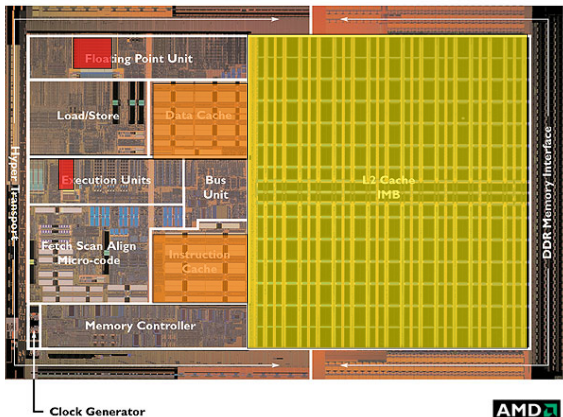 Floating Point Unit
Load/Store
Data Cache
Hyper Transport
Execution Units
Bus
Unit
L2 Cache
1MB
DDR Memory Interface
Fetch Scan Align
Micro-code
Instruction
Cache
Memory Controller
Clock Generator
AMD